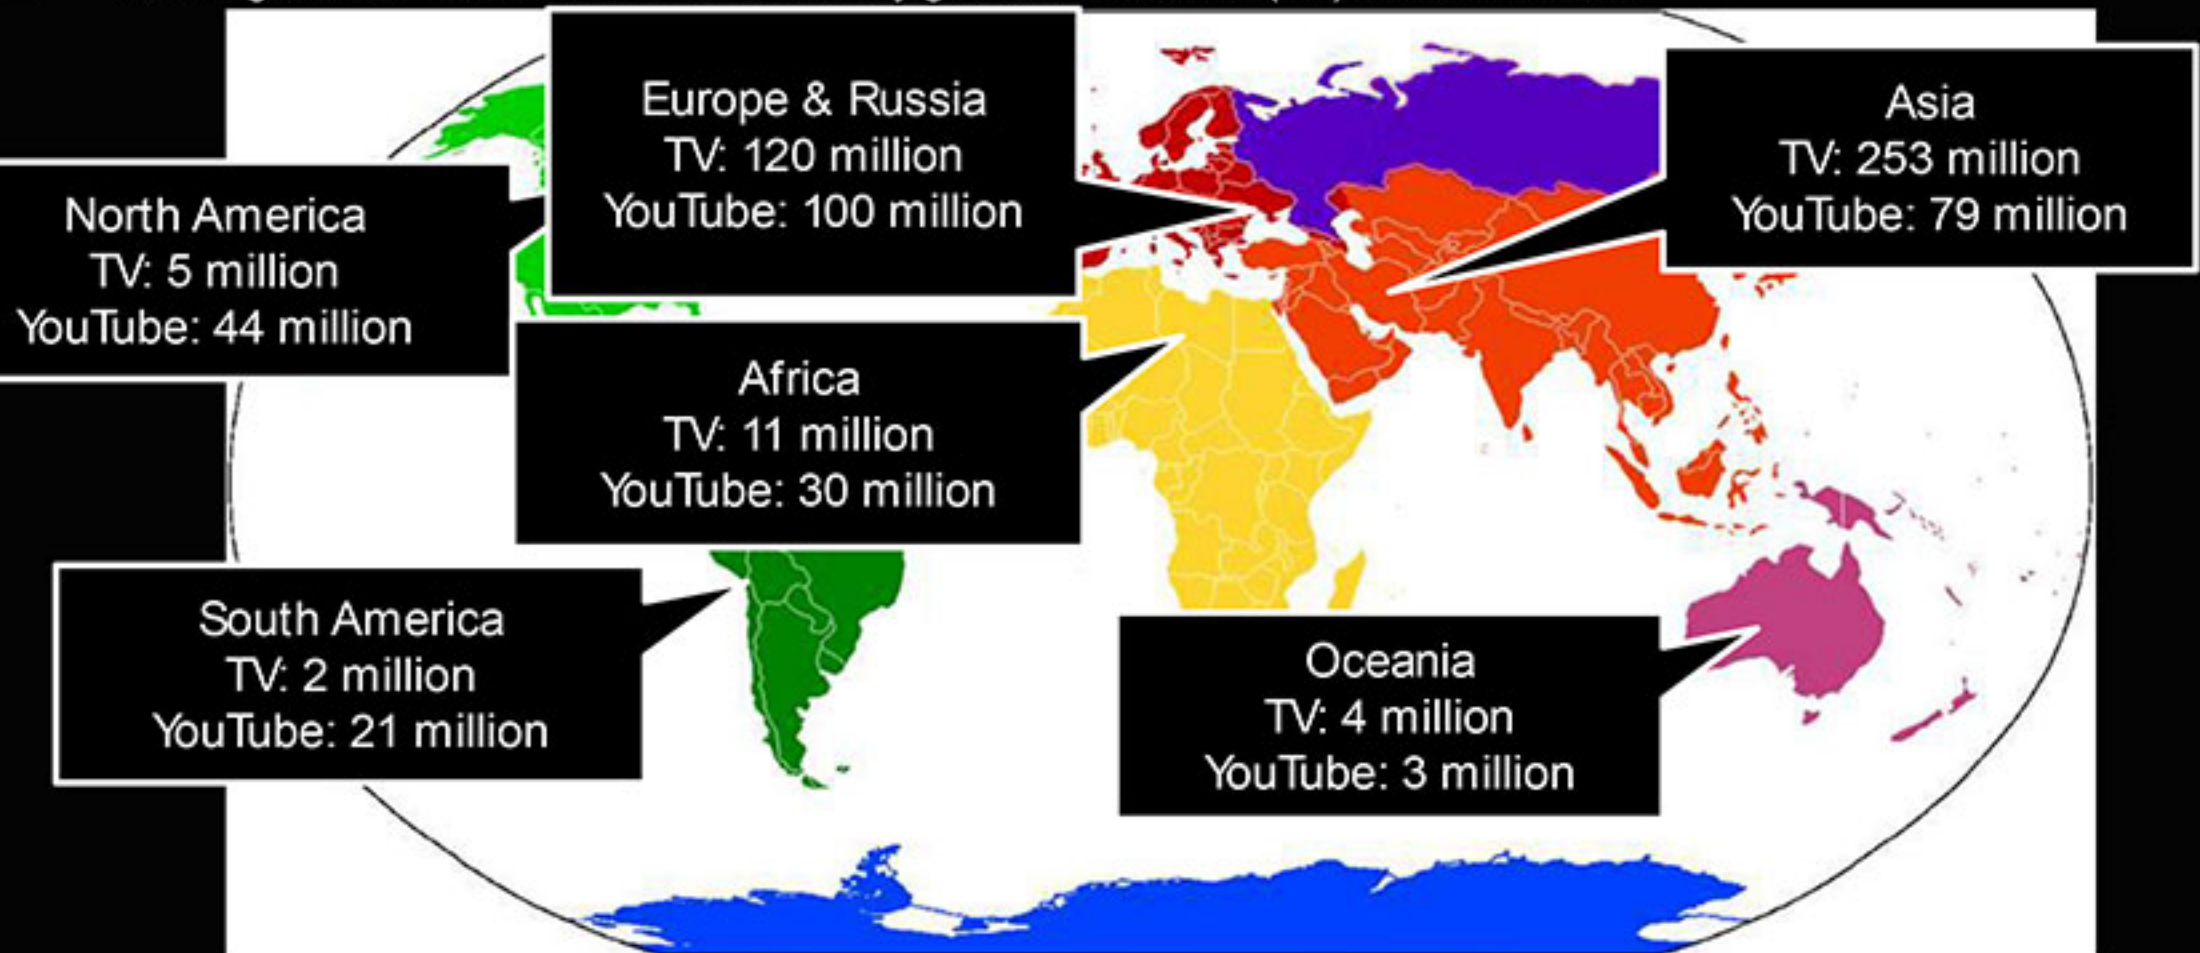 North America
TV: 5 million
YouTube: 44 million
Europe & Russia
TV: 120 million
YouTube: 100 million
Asia
TV: 253 million
YouTube: 79 million
Africa
TV: 11 million
YouTube: 30 million
South America
TV: 2 million
YouTube: 21 million
Oceania
TV: 4 million
YouTube: 3 million